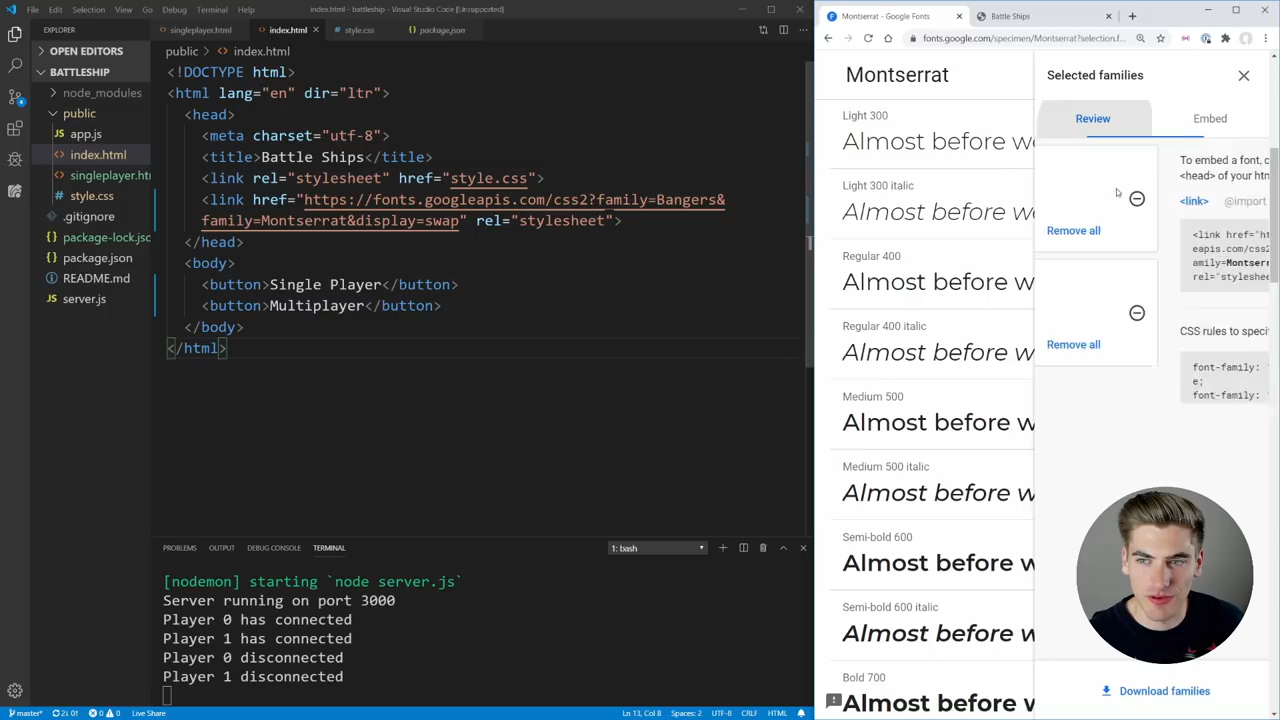 File Edit Selection View Go Debug Terminal Help
index.html - battleship - Visual Studio Code [Unsupported]
EXPLORER
OPEN EDITORS
BATTLESHIP
node_modules
public
app.js
index.html
singleplayer.htm
style.css
.gitignore
package-lock.jsc
package.json
README.md
server.js
singleplayer.html
index.html
style.css
package.json
public > index.html
<!DOCTYPE html>
<html lang="en" dir="ltr">
<head>
<meta charset="utf-8">
<title>Battle Ships</title>
<link rel="stylesheet" href="style.css">
<link href="https://fonts.googleapis.com/css2?family=Bangers&
family=Montserrat&display=swap" rel="stylesheet">
</head>
<body>
<button>Single Player</button>
<button>Multiplayer</button>
</body>
</html>
PROBLEMS OUTPUT DEBUG CONSOLE TERMINAL
1: bash
[nodemon] starting `node server.js`
Server running on port 3000
Player 0 has connected
Player 1 has connected
Player 0 disconnected
Player 1 disconnected
master*
0 0
Live Share
Ln 13, Col 8 Spaces: 2 UTF-8 CRLF HTML
Montserrat - Google Fonts
Battle Ships
fonts.google.com/specimen/Montserrat?selection.f...
Montserrat
Light 300
Almost before we
Light 300 italic
Almost before w
Regular 400
Almost before w
Regular 400 italic
Almost before w
Medium 500
Almost before w
Medium 500 italic
Almost before w
Semi-bold 600
Almost before w
Semi-bold 600 italic
Almost before w
Bold 700
Almost before w
Selected families
Review
Embed
Remove all
Remove all
To embed a font, c
<head> of your htn
<link> @import
<link href="ht
eapis.com/css2
amily=Montserr
rel="styleshee
CSS rules to speci
font-family: '
e;
font-family: '
Download families